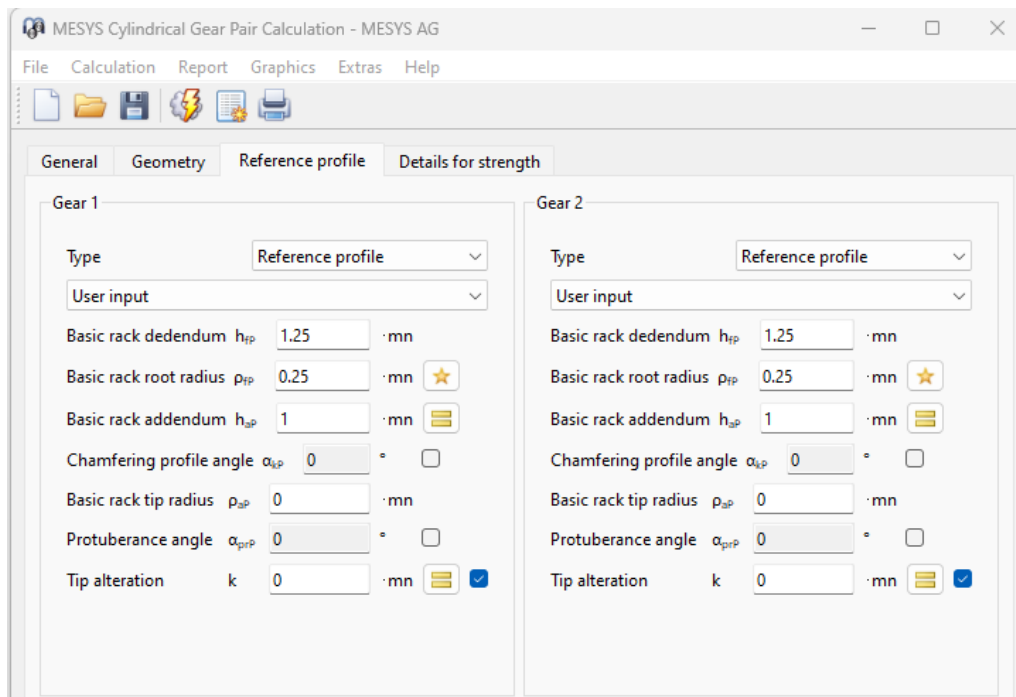 MESYS Cylindrical Gear Pair Calculation - MESYS AG
File Calculation Report Graphics Extras Help
General Geometry Reference profile Details for strength
Gear 1
Type Reference profile
User input
Basic rack dedendum hfP 1.25 ·mn
Basic rack root radius ρfP 0.25 ·mn
Basic rack addendum haP 1 ·mn
Chamfering profile angle αkP 0 °
Basic rack tip radius ρaP 0 ·mn
Protuberance angle αprP 0 °
Tip alteration k 0 ·mn
Gear 2
Type Reference profile
User input
Basic rack dedendum hfP 1.25 ·mn
Basic rack root radius ρfP 0.25 ·mn
Basic rack addendum haP 1 ·mn
Chamfering profile angle αkP 0 °
Basic rack tip radius ρaP 0 ·mn
Protuberance angle αprP 0 °
Tip alteration k 0 ·mn